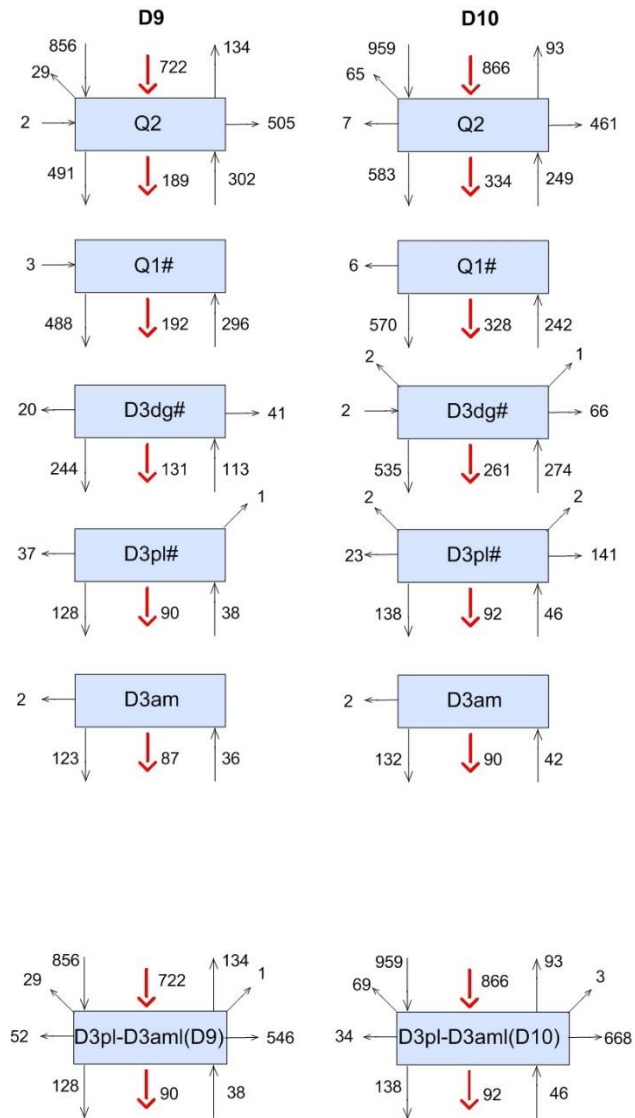 D9 D10
856 134 959 93
29 722 65 866
2 Q2 505 7 Q2 461
491 189 302 583 334 249
3 Q1# 6 Q1#
488 192 296 570 328 242
2 1
20 D3dg# 41 2 D3dg# 66
244 131 113 535 261 274
1 2 2
37 D3pl# 23 D3pl# 141
128 90 38 138 92 46
2 D3am 2 D3am
123 87 36 132 90 42
856 134 959 93
29 722 1 69 866 3
52 D3pl-D3aml(D9) 546 34 D3pl-D3aml(D10) 668
128 90 38 138 92 46